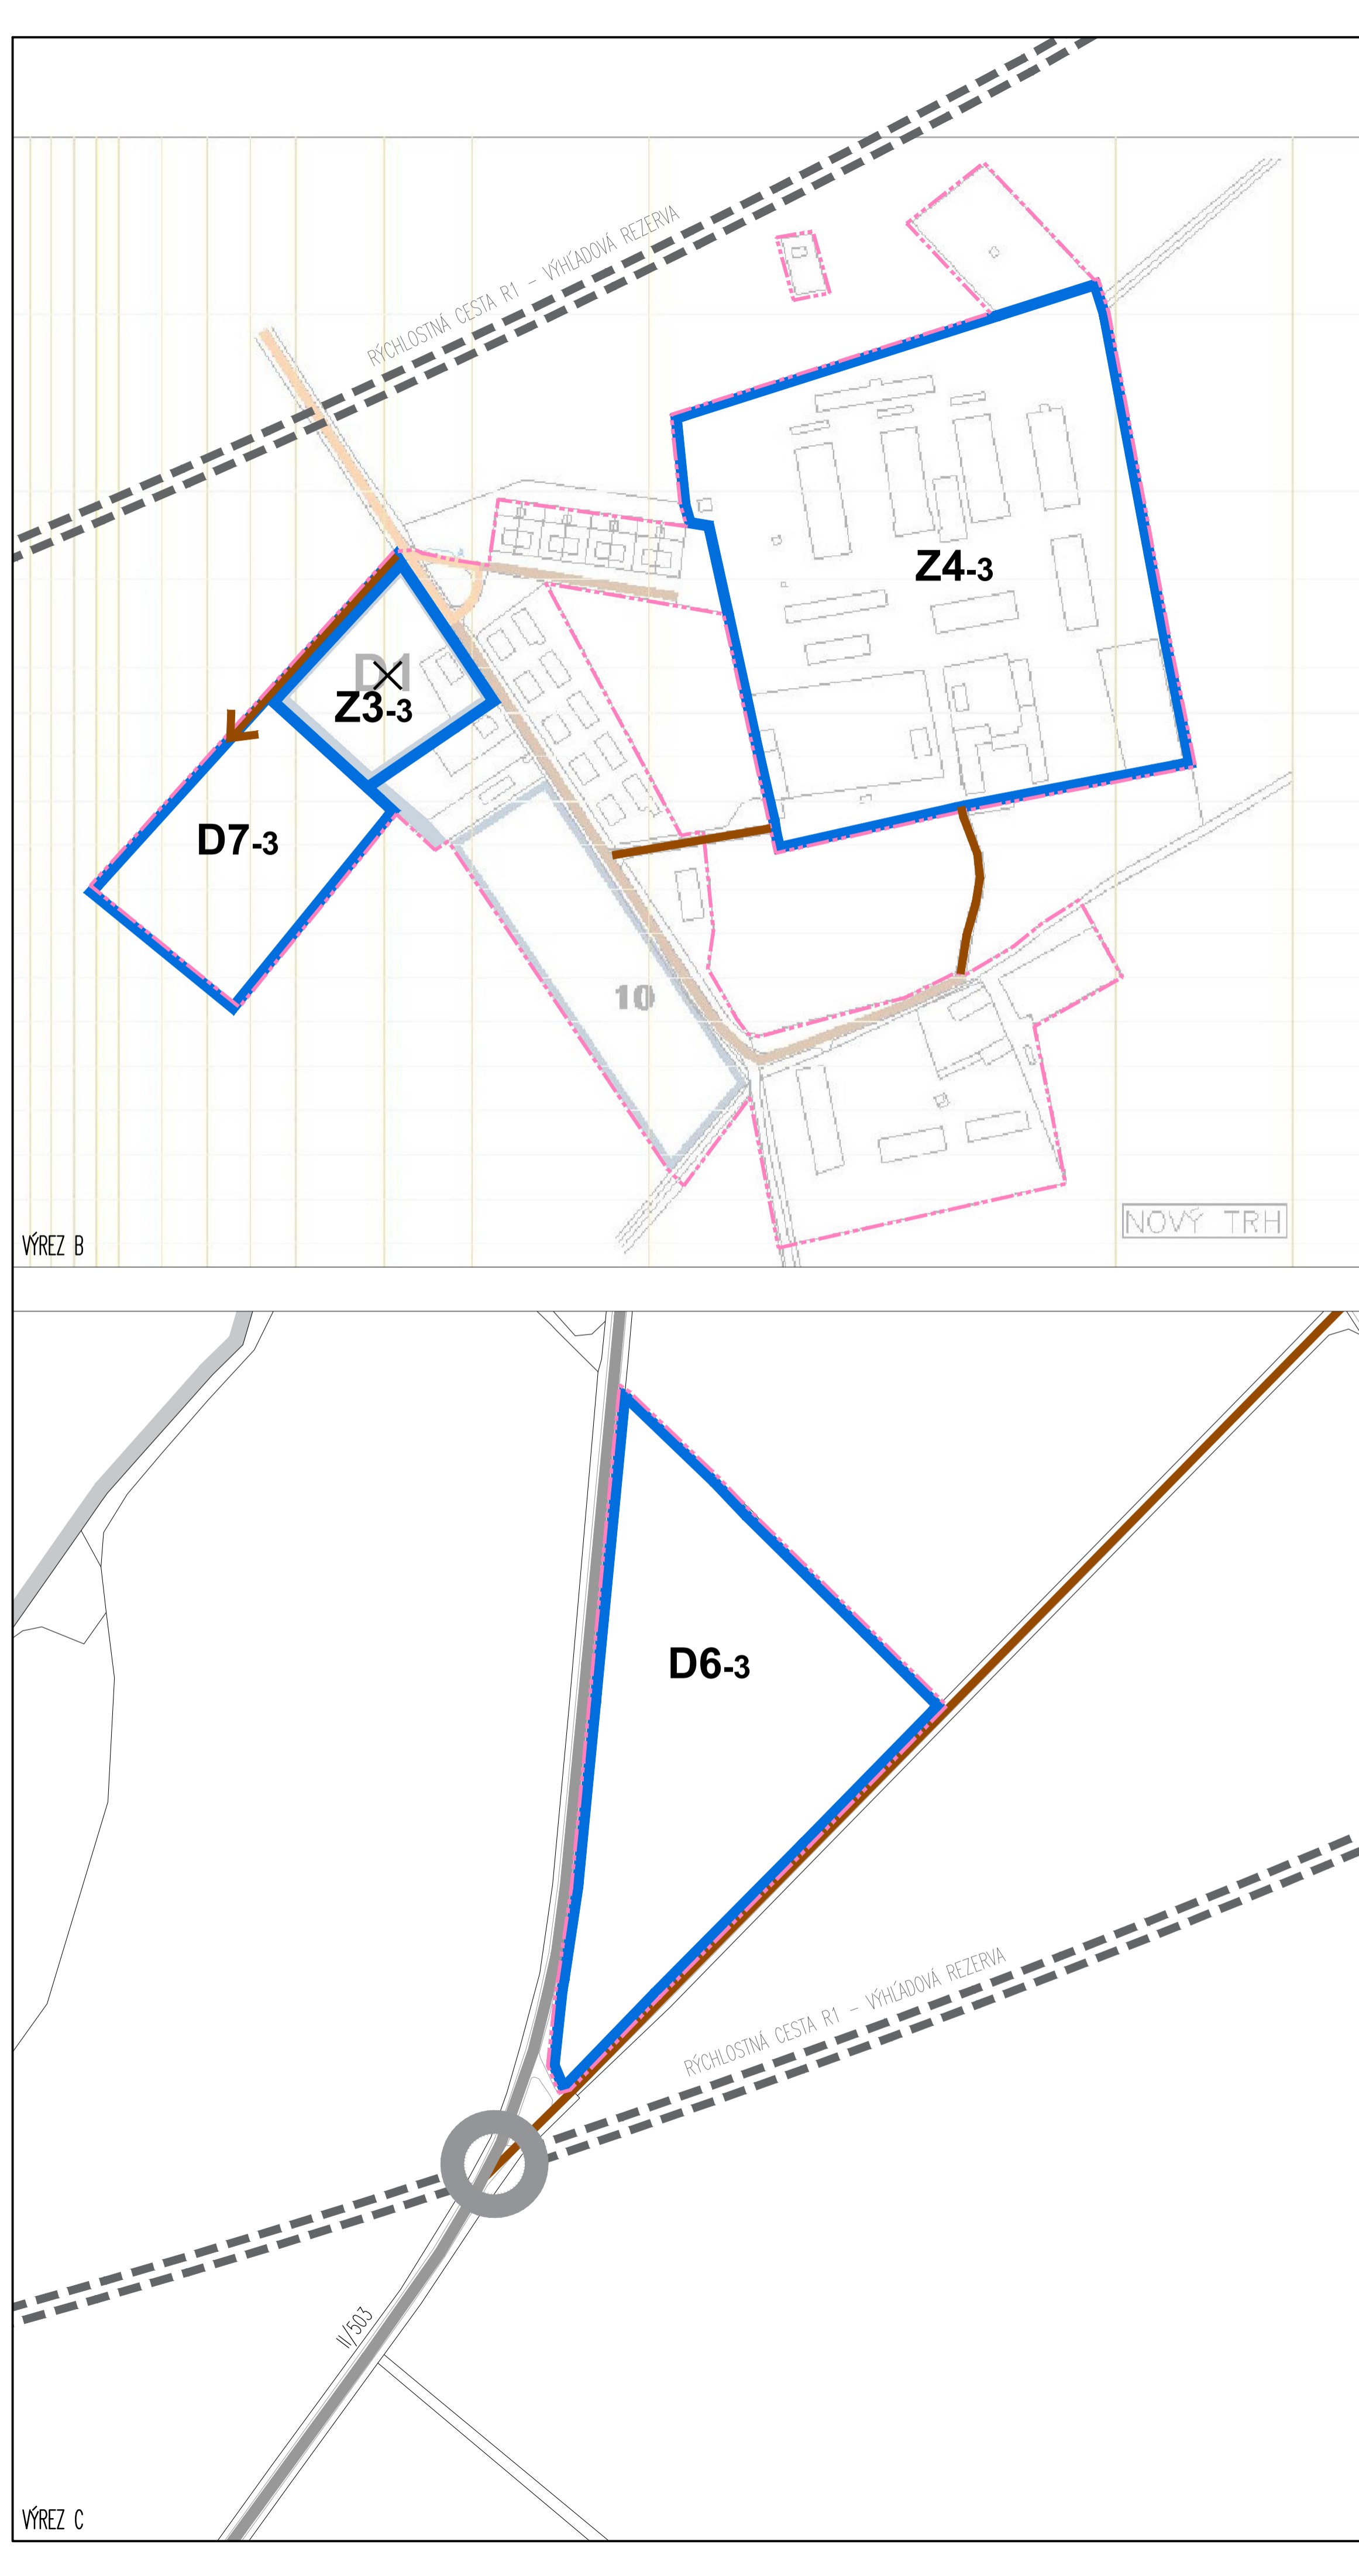 RÝCHLOSTNÁ CESTA R1 – VÝHĽADOVÁ REZERVA
Z4-3
Z3-3
D7-3
10
NOVÝ TRH
VÝREZ B
D6-3
RÝCHLOSTNÁ CESTA R1 – VÝHĽADOVÁ REZERVA
II/503
VÝREZ C